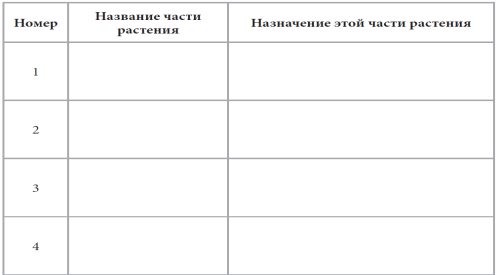 Номер
Название части
растения
Назначение этой части растения
1
2
3
4